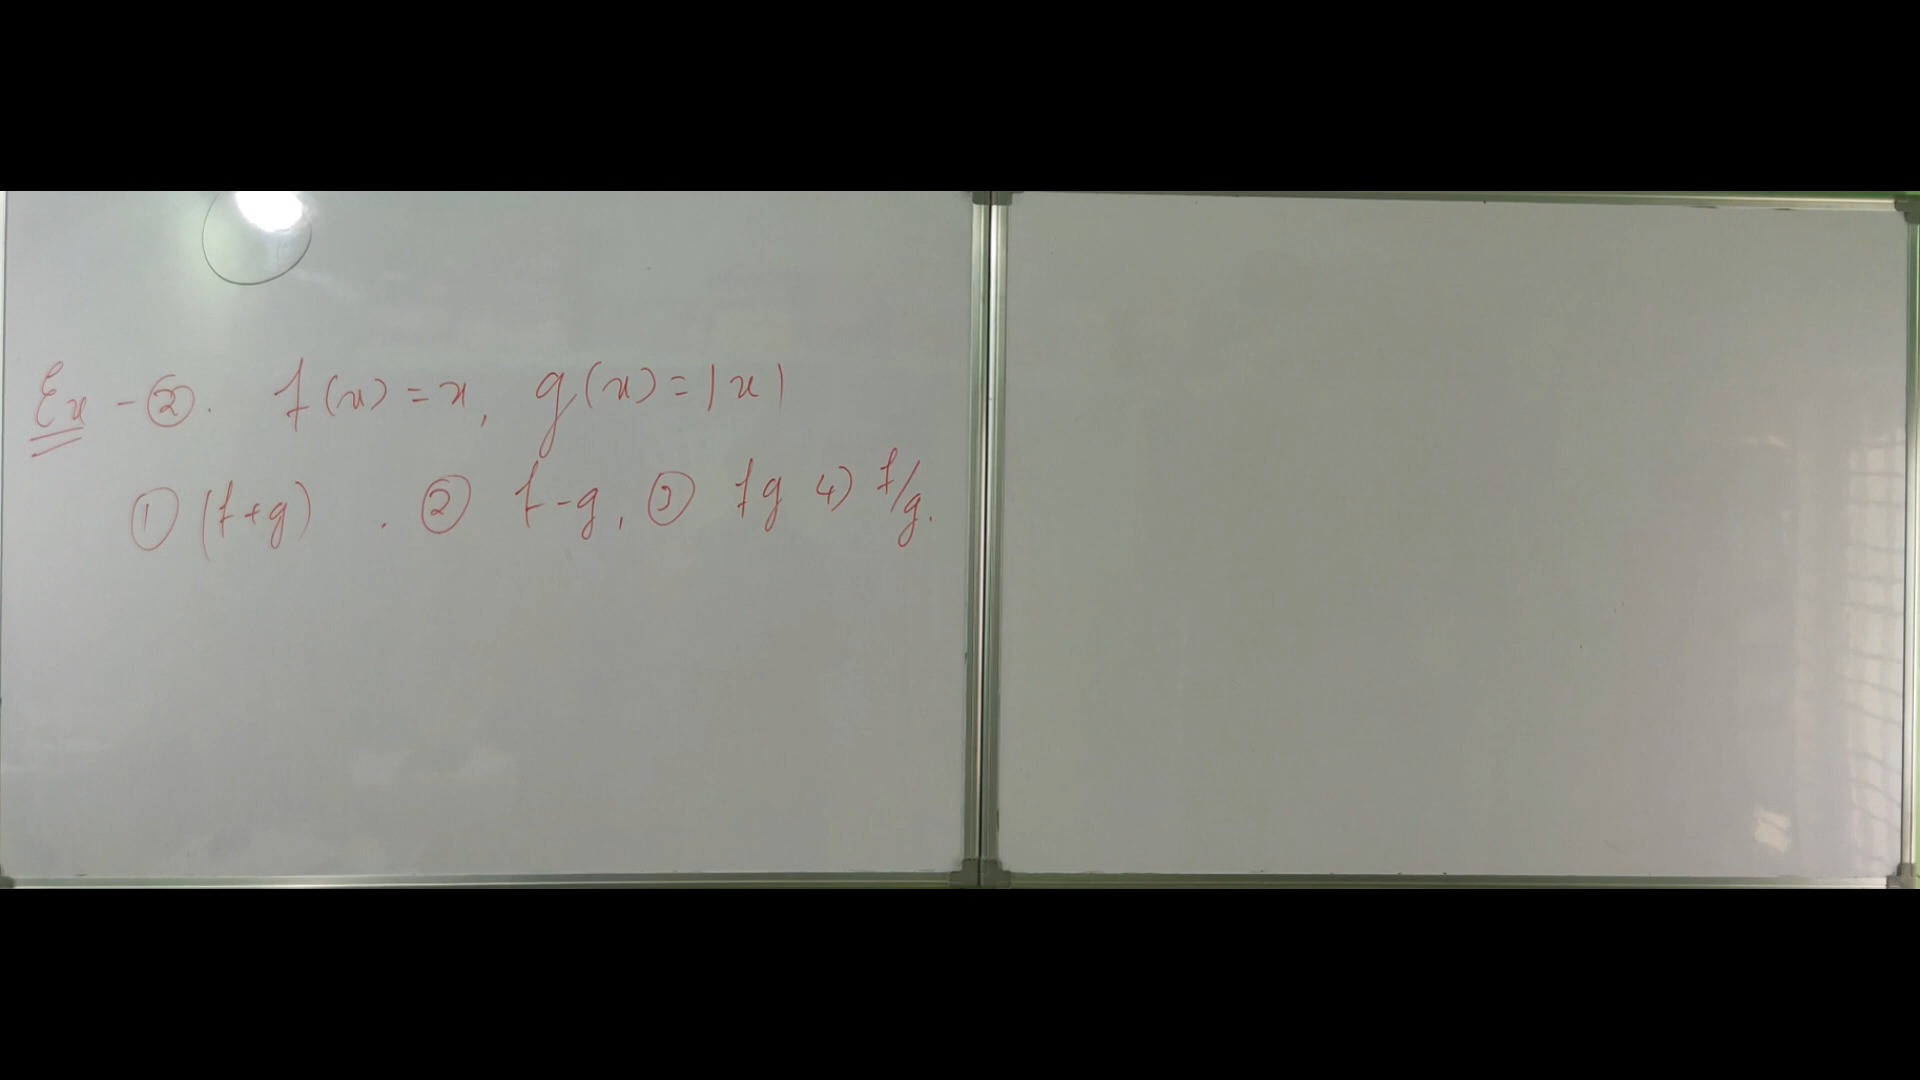 Ex - ②. f(x) = x, g(x) = |x|
① (f+g) . ② f-g, ③ fg 4) f/g.